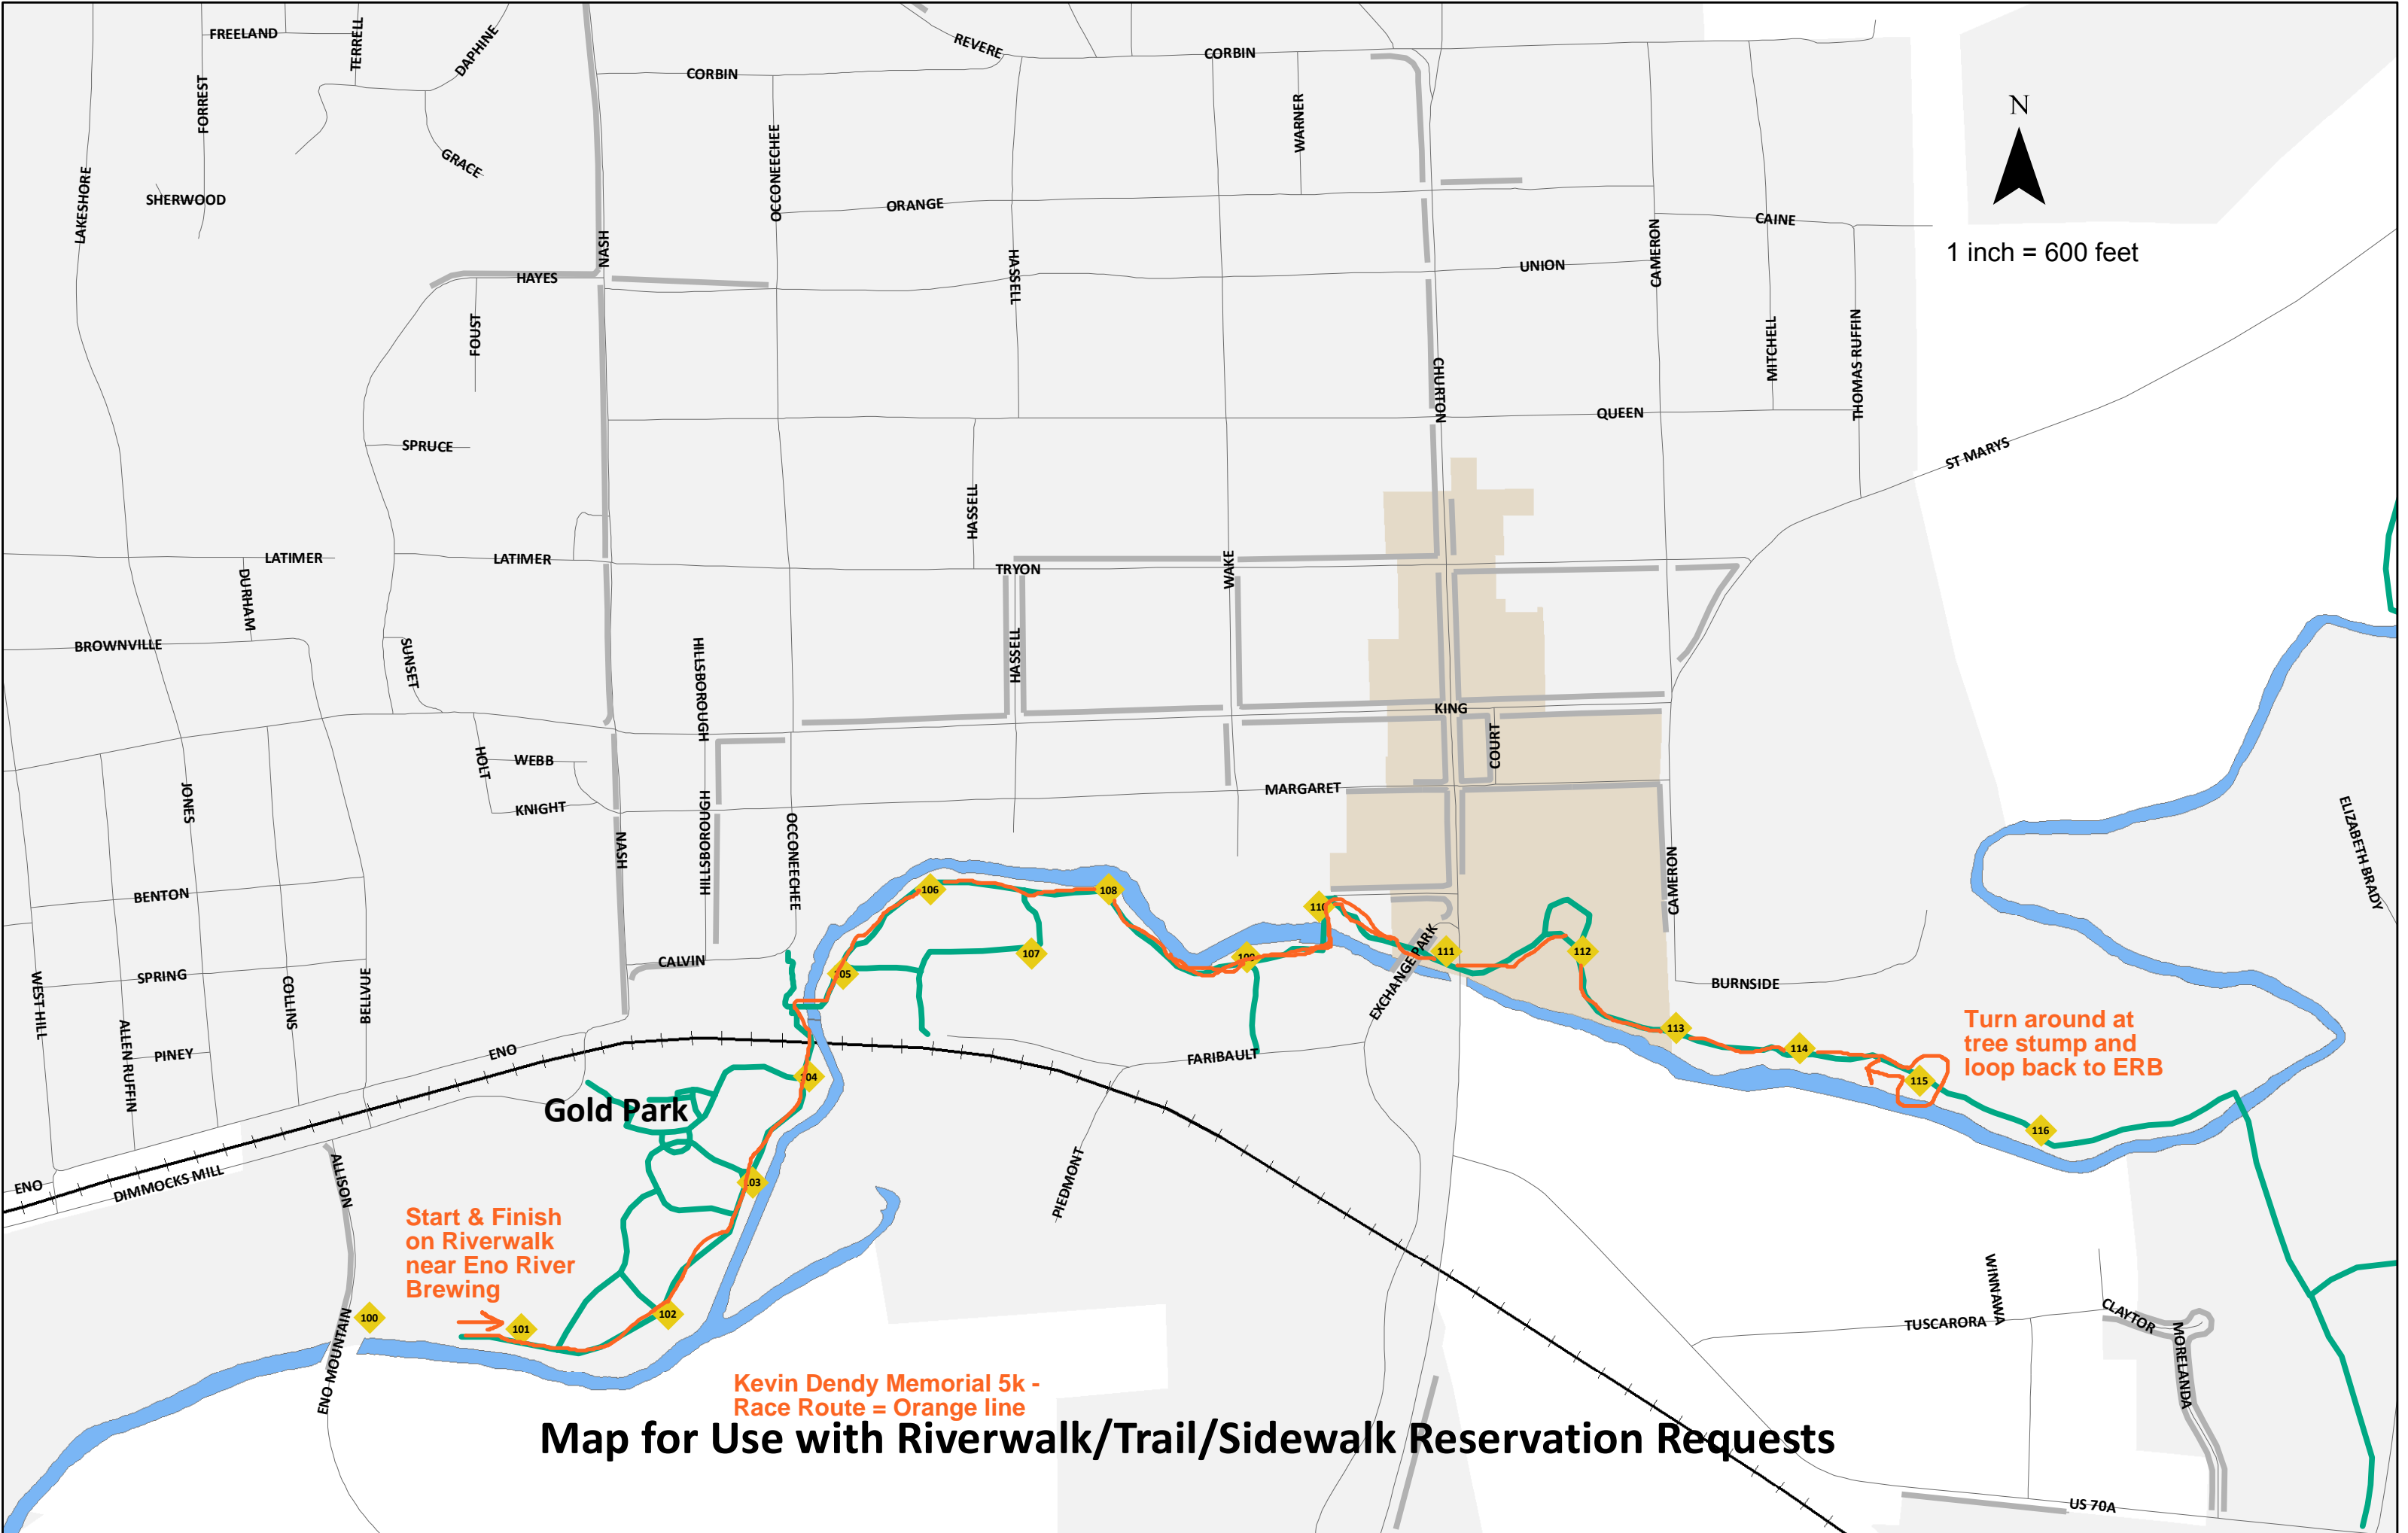 FREELAND
TERRELL
DAPHINE
REVERE
CORBIN
CORBIN
FORREST
OCCONEECHEE
WARNER
N
GRACE
LAKESHORE
SHERWOOD
ORANGE
CAINE
NASH
HASSELL
CAMERON
1 inch = 600 feet
HAYES
UNION
FOUST
MITCHELL
THOMAS RUFFIN
CHURTON
QUEEN
SPRUCE
ST MARYS
HASSELL
LATIMER
LATIMER
TRYON
WAKE
DURHAM
BROWNVILLE
SUNSET
HILLSBOROUGH
HASSELL
KING
COURT
HOLT
WEBB
JONES
KNIGHT
MARGARET
NASH
HILLSBOROUGH
OCCONEECHEE
ELIZABETH BRADY
BENTON
CAMERON
106
108
110
107
109
111
112
EXCHANGE PARK
CALVIN
105
SPRING
WEST HILL
COLLINS
BELLVUE
BURNSIDE
ALLEN RUFFIN
PINEY
ENO
FARIBAULT
113
114
115
116
Turn around at
tree stump and
loop back to ERB
104
Gold Park
103
PIEDMONT
ENO
DIMMOCKS MILL
ALLISON
Start & Finish
on Riverwalk
near Eno River
Brewing
100
101
102
ENO MOUNTAIN
WINNAWA
TUSCARORA
CLAYTOR
MORELANDA
Kevin Dendy Memorial 5k -
Race Route = Orange line
Map for Use with Riverwalk/Trail/Sidewalk Reservation Requests
US 70A